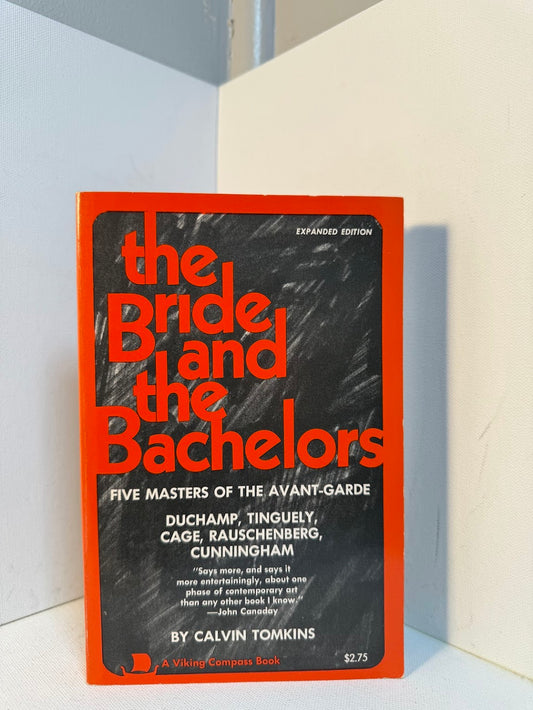 EXPANDED EDITION
the
Bride
and
the
Bachelors
FIVE MASTERS OF THE AVANT-GARDE
DUCHAMP, TINGUELY,
CAGE, RAUSCHENBERG,
CUNNINGHAM
"Says more, and says it
more entertainingly, about one
phase of contemporary art
than any other book I know."
—John Canaday
BY CALVIN TOMKINS
A Viking Compass Book
$2.75